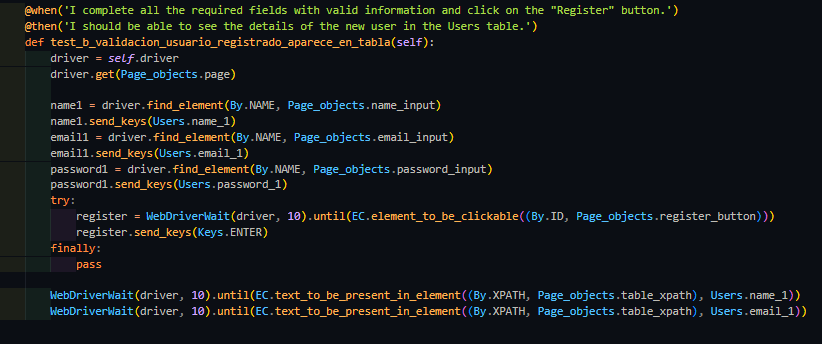 @when('I complete all the required fields with valid information and click on the "Register" button.')
@then('I should be able to see the details of the new user in the Users table.')
def test_b_validacion_usuario_registrado_aparece_en_tabla(self):
driver = self.driver
driver.get(Page_objects.page)
name1 = driver.find_element(By.NAME, Page_objects.name_input)
name1.send_keys(Users.name_1)
email1 = driver.find_element(By.NAME, Page_objects.email_input)
email1.send_keys(Users.email_1)
password1 = driver.find_element(By.NAME, Page_objects.password_input)
password1.send_keys(Users.password_1)
try:
register = WebDriverWait(driver, 10).until(EC.element_to_be_clickable((By.ID, Page_objects.register_button)))
register.send_keys(Keys.ENTER)
finally:
pass
WebDriverWait(driver, 10).until(EC.text_to_be_present_in_element((By.XPATH, Page_objects.table_xpath), Users.name_1))
WebDriverWait(driver, 10).until(EC.text_to_be_present_in_element((By.XPATH, Page_objects.table_xpath), Users.email_1))